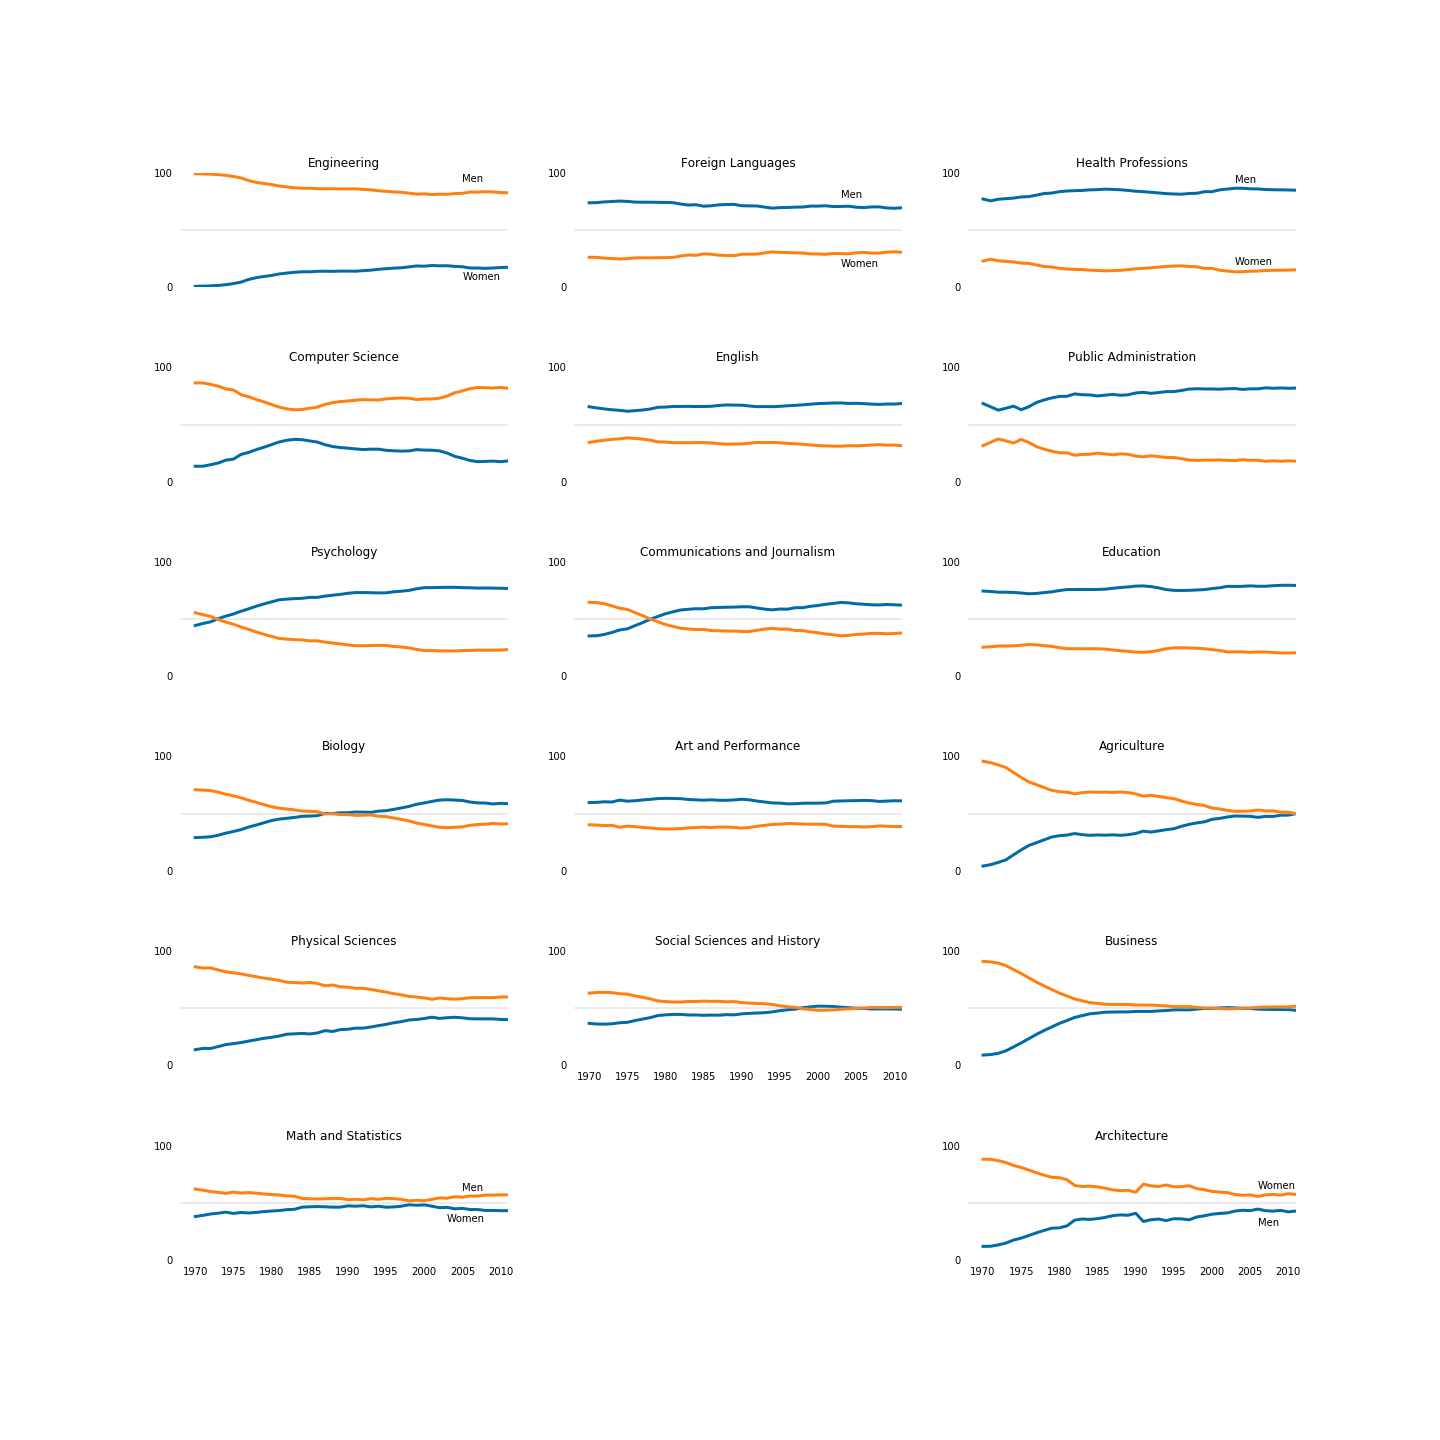 Engineering
100
Men
Women
0
Foreign Languages
100
Men
Women
0
Health Professions
100
Men
Women
0
Computer Science
100
0
English
100
0
Public Administration
100
0
Psychology
100
0
Communications and Journalism
100
0
Education
100
0
Biology
100
0
Art and Performance
100
0
Agriculture
100
0
Physical Sciences
100
0
Social Sciences and History
100
0
1970 1975 1980 1985 1990 1995 2000 2005 2010
Business
100
0
Math and Statistics
100
Men
Women
0
1970 1975 1980 1985 1990 1995 2000 2005 2010
Architecture
100
Women
Men
0
1970 1975 1980 1985 1990 1995 2000 2005 2010